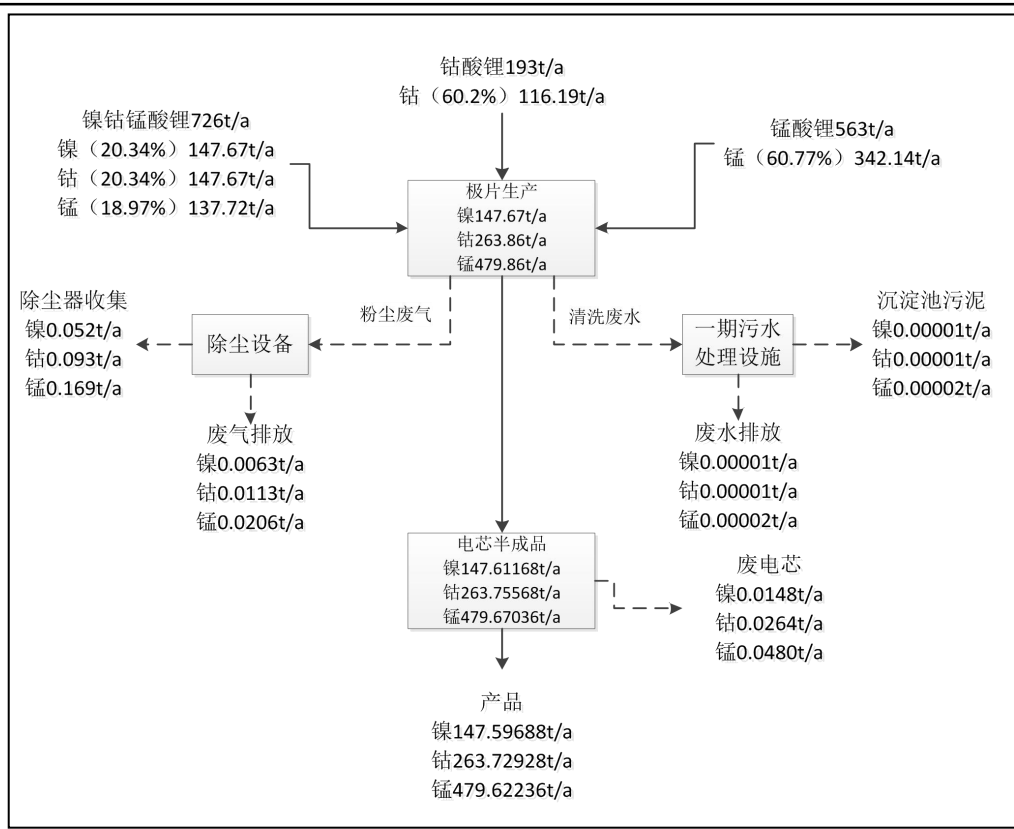 钴酸锂193t/a
钴（60.2%）116.19t/a
镍钴锰酸锂726t/a
镍（20.34%）147.67t/a
钴（20.34%）147.67t/a
锰（18.97%）137.72t/a
锰酸锂563t/a
锰（60.77%）342.14t/a
极片生产
镍147.67t/a
钴263.86t/a
锰479.86t/a
除尘器收集
镍0.052t/a
钴0.093t/a
锰0.169t/a
除尘设备
粉尘废气
清洗废水
一期污水
处理设施
沉淀池污泥
镍0.00001t/a
钴0.00001t/a
锰0.00002t/a
废气排放
镍0.0063t/a
钴0.0113t/a
锰0.0206t/a
废水排放
镍0.00001t/a
钴0.00001t/a
锰0.00002t/a
电芯半成品
镍147.61168t/a
钴263.75568t/a
锰479.67036t/a
废电芯
镍0.0148t/a
钴0.0264t/a
锰0.0480t/a
产品
镍147.59688t/a
钴263.72928t/a
锰479.62236t/a